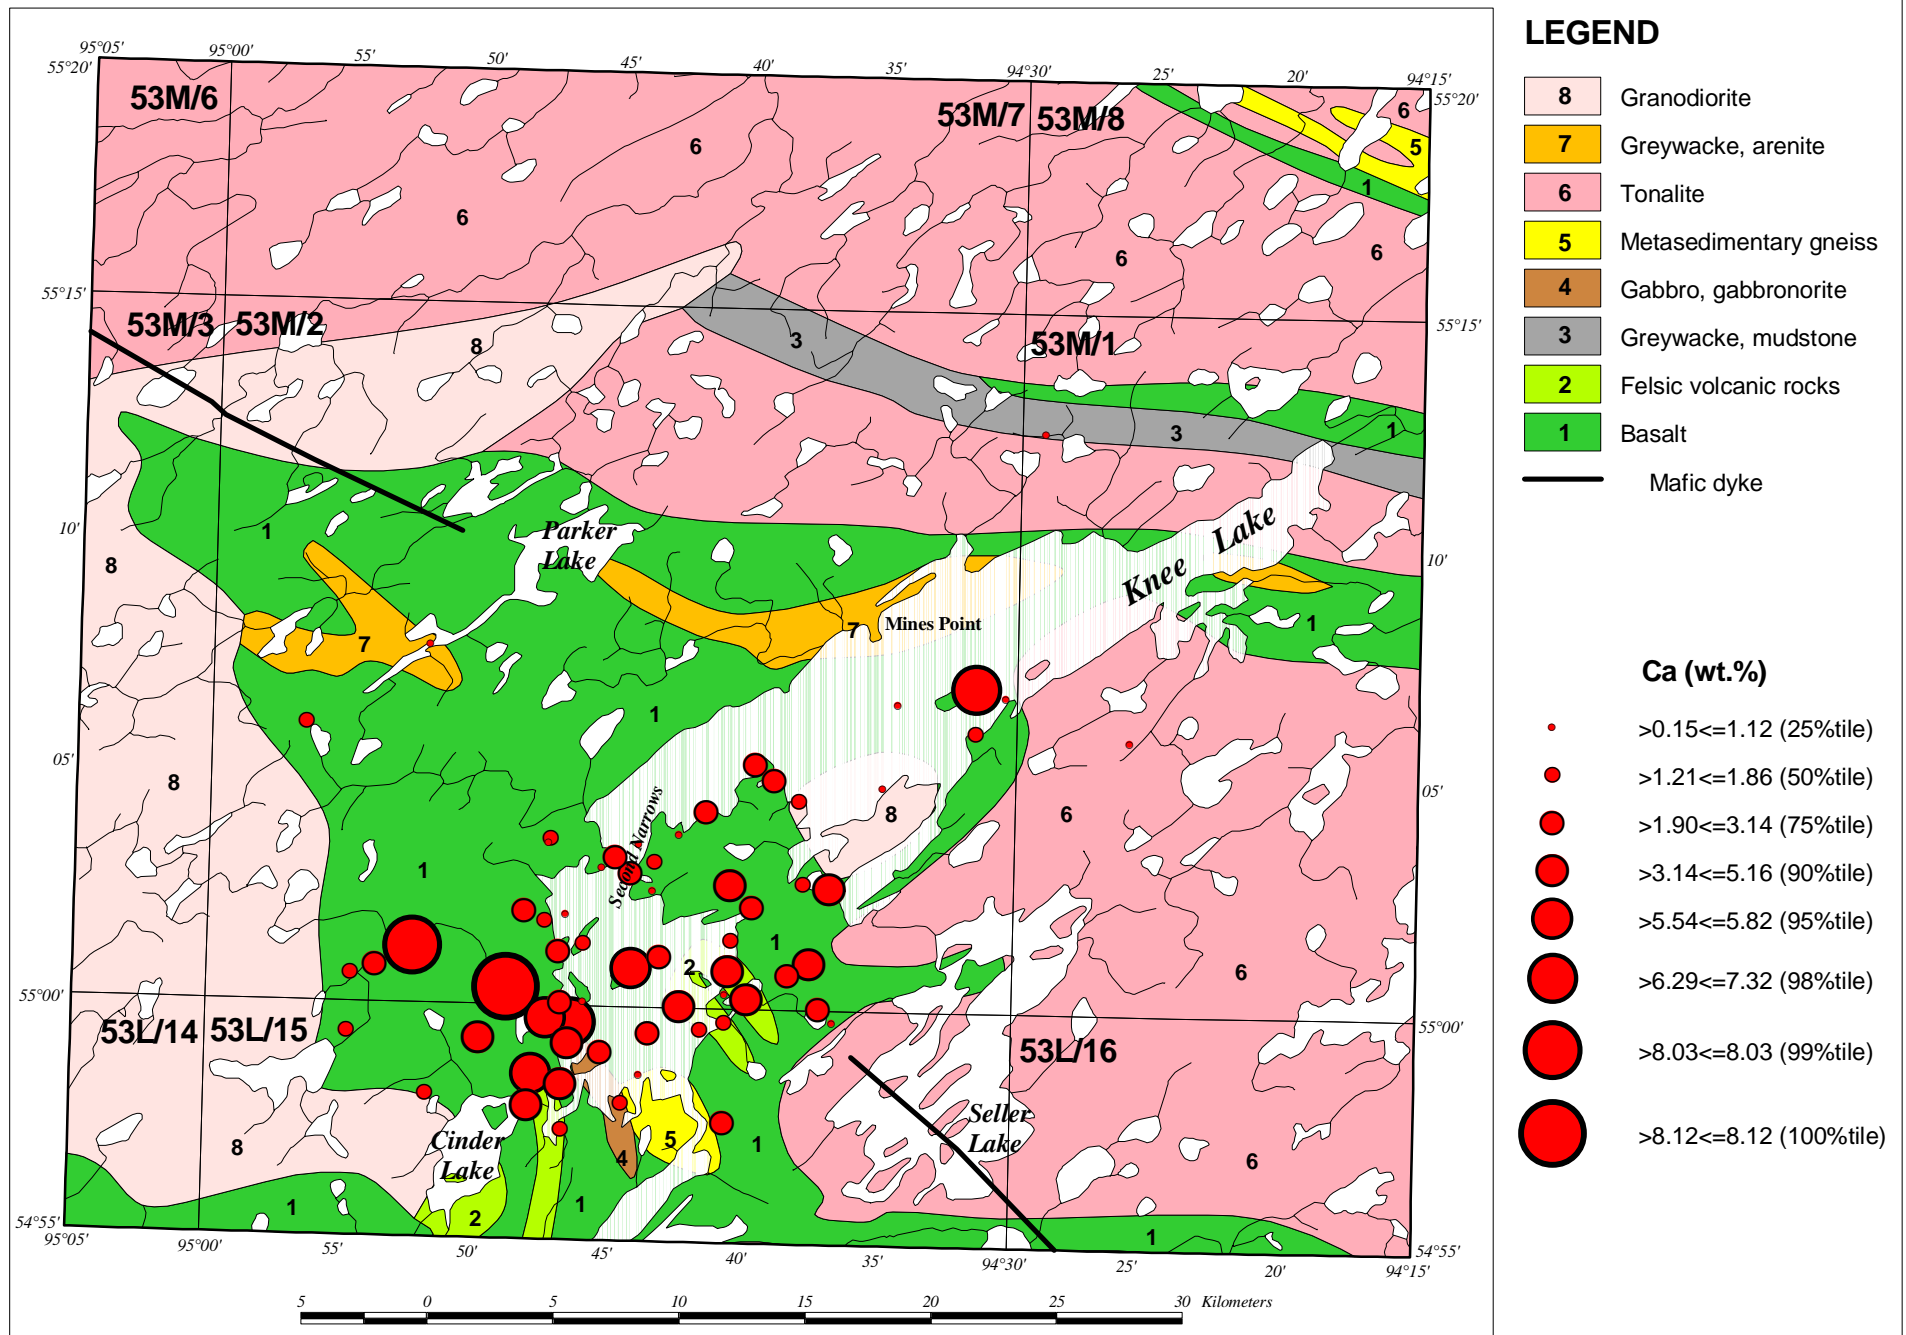 95°05' 95°00' 55' 50' 45' 40' 35' 94°30' 25' 20' 94°15'
55°20' 55°20'
53M/6 53M/7 53M/8
6
5
6
1
6
6
6
55°15' 55°15'
53M/3 53M/2 53M/1
3
8
3
1
10' 10'
1
Parker
Lake
Knee Lake
8
7
7
Mines Point
1
1
05' 05'
8
8
6
Second Narrows
1
1
2
6
55°00' 55°00'
53L/14 53L/15 53L/16
Cinder
Lake
Seller
Lake
8
5
4
1
6
1
2
1
1
54°55' 54°55'
95°05' 95°00' 55' 50' 45' 40' 35' 94°30' 25' 20' 94°15'
5 0 5 10 15 20 25 30 Kilometers
LEGEND
8 Granodiorite
7 Greywacke, arenite
6 Tonalite
5 Metasedimentary gneiss
4 Gabbro, gabbronorite
3 Greywacke, mudstone
2 Felsic volcanic rocks
1 Basalt
Mafic dyke
Ca (wt.%)
>0.15<=1.12 (25%tile)
>1.21<=1.86 (50%tile)
>1.90<=3.14 (75%tile)
>3.14<=5.16 (90%tile)
>5.54<=5.82 (95%tile)
>6.29<=7.32 (98%tile)
>8.03<=8.03 (99%tile)
>8.12<=8.12 (100%tile)